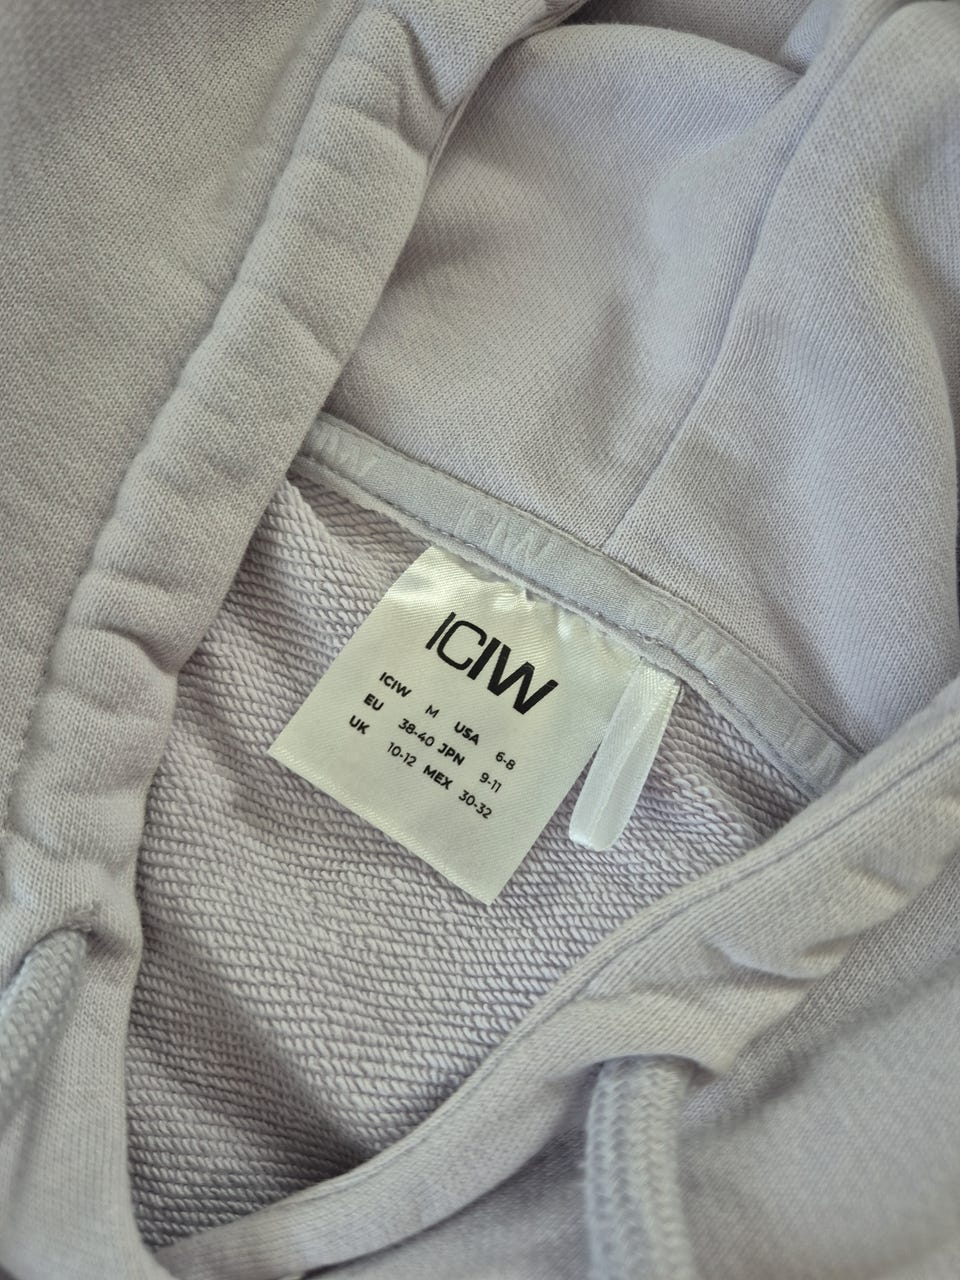 ICIW
ICIW M USA 6-8
EU 38-40 JPN 9-11
UK 10-12 MEX 30-32